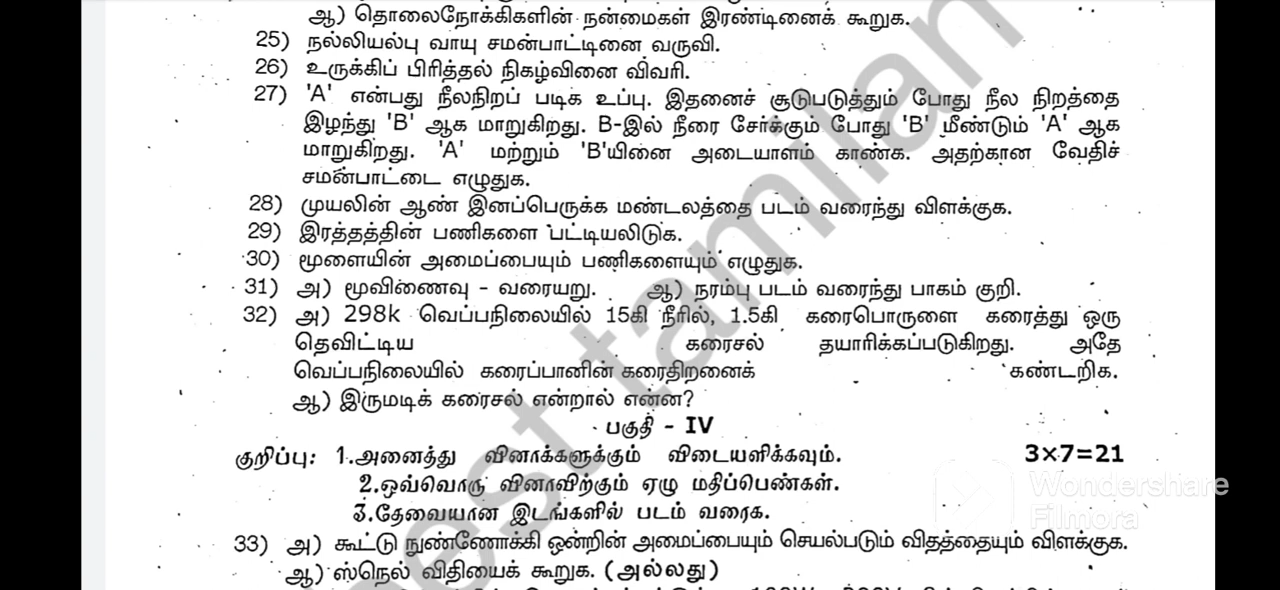 ஆ) தொலைநோக்கிகளின் நன்மைகள் இரண்டினைக் கூறுக.
25) நல்லியல்பு வாயு சமன்பாட்டினை வருவி.
26) உருக்கிப் பிரித்தல் நிகழ்வினை விவரி.
27) 'A' என்பது நீலநிறப் படிக உப்பு. இதனைச் சூடுபடுத்தும் போது நீல நிறத்தை
இழந்து 'B' ஆக மாறுகிறது. B-இல் நீரை சேர்க்கும் போது 'B' மீண்டும் 'A' ஆக
மாறுகிறது. 'A' மற்றும் 'B'யினை அடையாளம் காண்க. அதற்கான வேதிச்
சமன்பாட்டை எழுதுக.
28) முயலின் ஆண் இனப்பெருக்க மண்டலத்தை படம் வரைந்து விளக்குக.
29) இரத்தத்தின் பணிகளை பட்டியலிடுக.
30) மூளையின் அமைப்பையும் பணிகளையும் எழுதுக.
31) அ) மூவிணைவு - வரையறு. ஆ) நரம்பு படம் வரைந்து பாகம் குறி.
32) அ) 298k வெப்பநிலையில் 15கி நீரில், 1.5கி கரைபொருளை கரைத்து ஒரு
தெவிட்டிய கரைசல் தயாரிக்கப்படுகிறது. அதே
வெப்பநிலையில் கரைப்பானின் கரைதிறனைக் கண்டறிக.
ஆ) இருமடிக் கரைசல் என்றால் என்ன?
பகுதி - IV
குறிப்பு: 1.அனைத்து வினாக்களுக்கும் விடையளிக்கவும். 3×7=21
2.ஒவ்வொரு வினாவிற்கும் ஏழு மதிப்பெண்கள்.
3.தேவையான இடங்களில் படம் வரைக.
33) அ) கூட்டு நுண்ணோக்கி ஒன்றின் அமைப்பையும் செயல்படும் விதத்தையும் விளக்குக.
ஆ) ஸ்நெல் விதியைக் கூறுக. (அல்லது)
Wondershare
Filmora